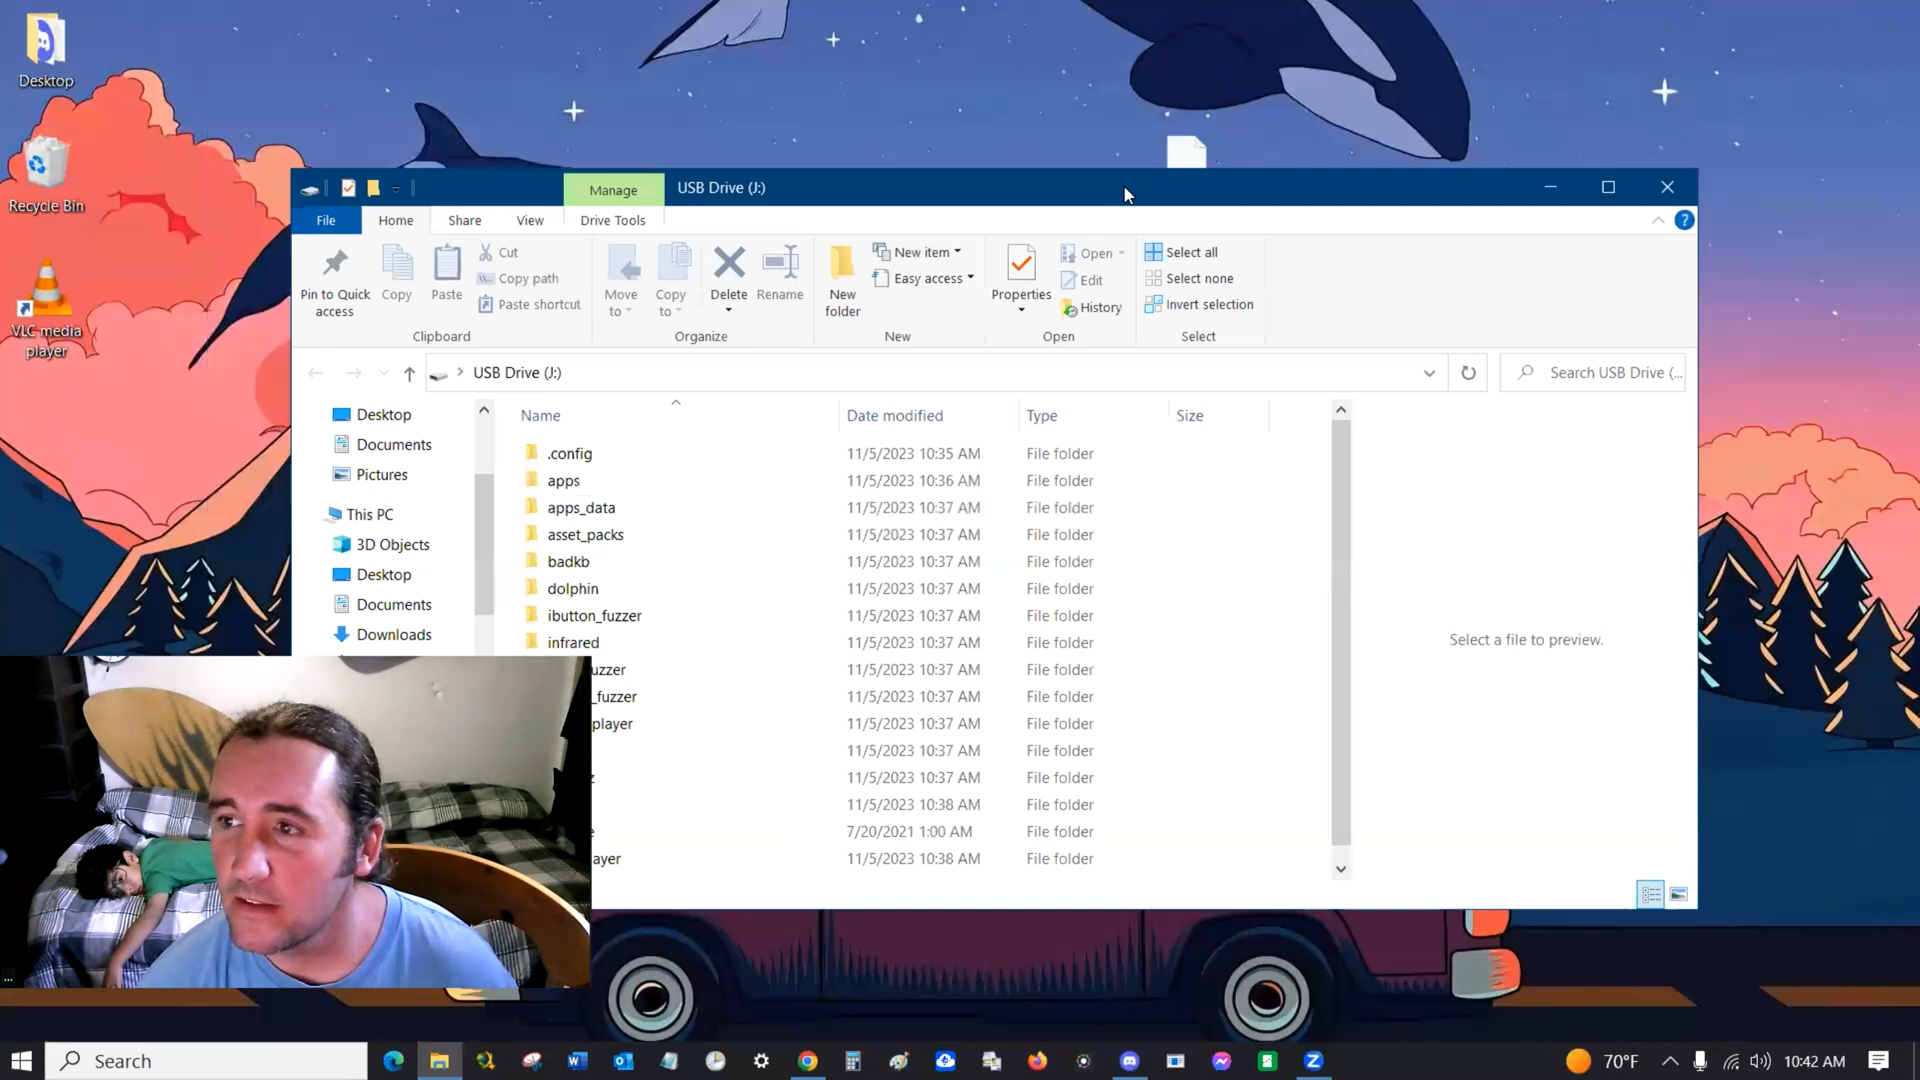 Desktop
Recycle Bin
VLC media
player
Manage
USB Drive (J:)
File
Home
Share
View
Drive Tools
Pin to Quick
access
Copy
Paste
Cut
Copy path
Paste shortcut
Clipboard
Move
to
Copy
to
Delete
Rename
Organize
New
folder
New item
Easy access
New
Properties
Open
Edit
History
Open
Select all
Select none
Invert selection
Select
USB Drive (J:)
Search USB Drive (...
Desktop
Documents
Pictures
This PC
3D Objects
Desktop
Documents
Downloads
Name Date modified Type Size
.config 11/5/2023 10:35 AM File folder
apps 11/5/2023 10:36 AM File folder
apps_data 11/5/2023 10:37 AM File folder
asset_packs 11/5/2023 10:37 AM File folder
badkb 11/5/2023 10:37 AM File folder
dolphin 11/5/2023 10:37 AM File folder
ibutton_fuzzer 11/5/2023 10:37 AM File folder
infrared 11/5/2023 10:37 AM File folder
uzzer 11/5/2023 10:37 AM File folder
_fuzzer 11/5/2023 10:37 AM File folder
player 11/5/2023 10:37 AM File folder
11/5/2023 10:37 AM File folder
11/5/2023 10:37 AM File folder
11/5/2023 10:38 AM File folder
7/20/2021 1:00 AM File folder
ayer 11/5/2023 10:38 AM File folder
Select a file to preview.
...
Search
70°F
10:42 AM